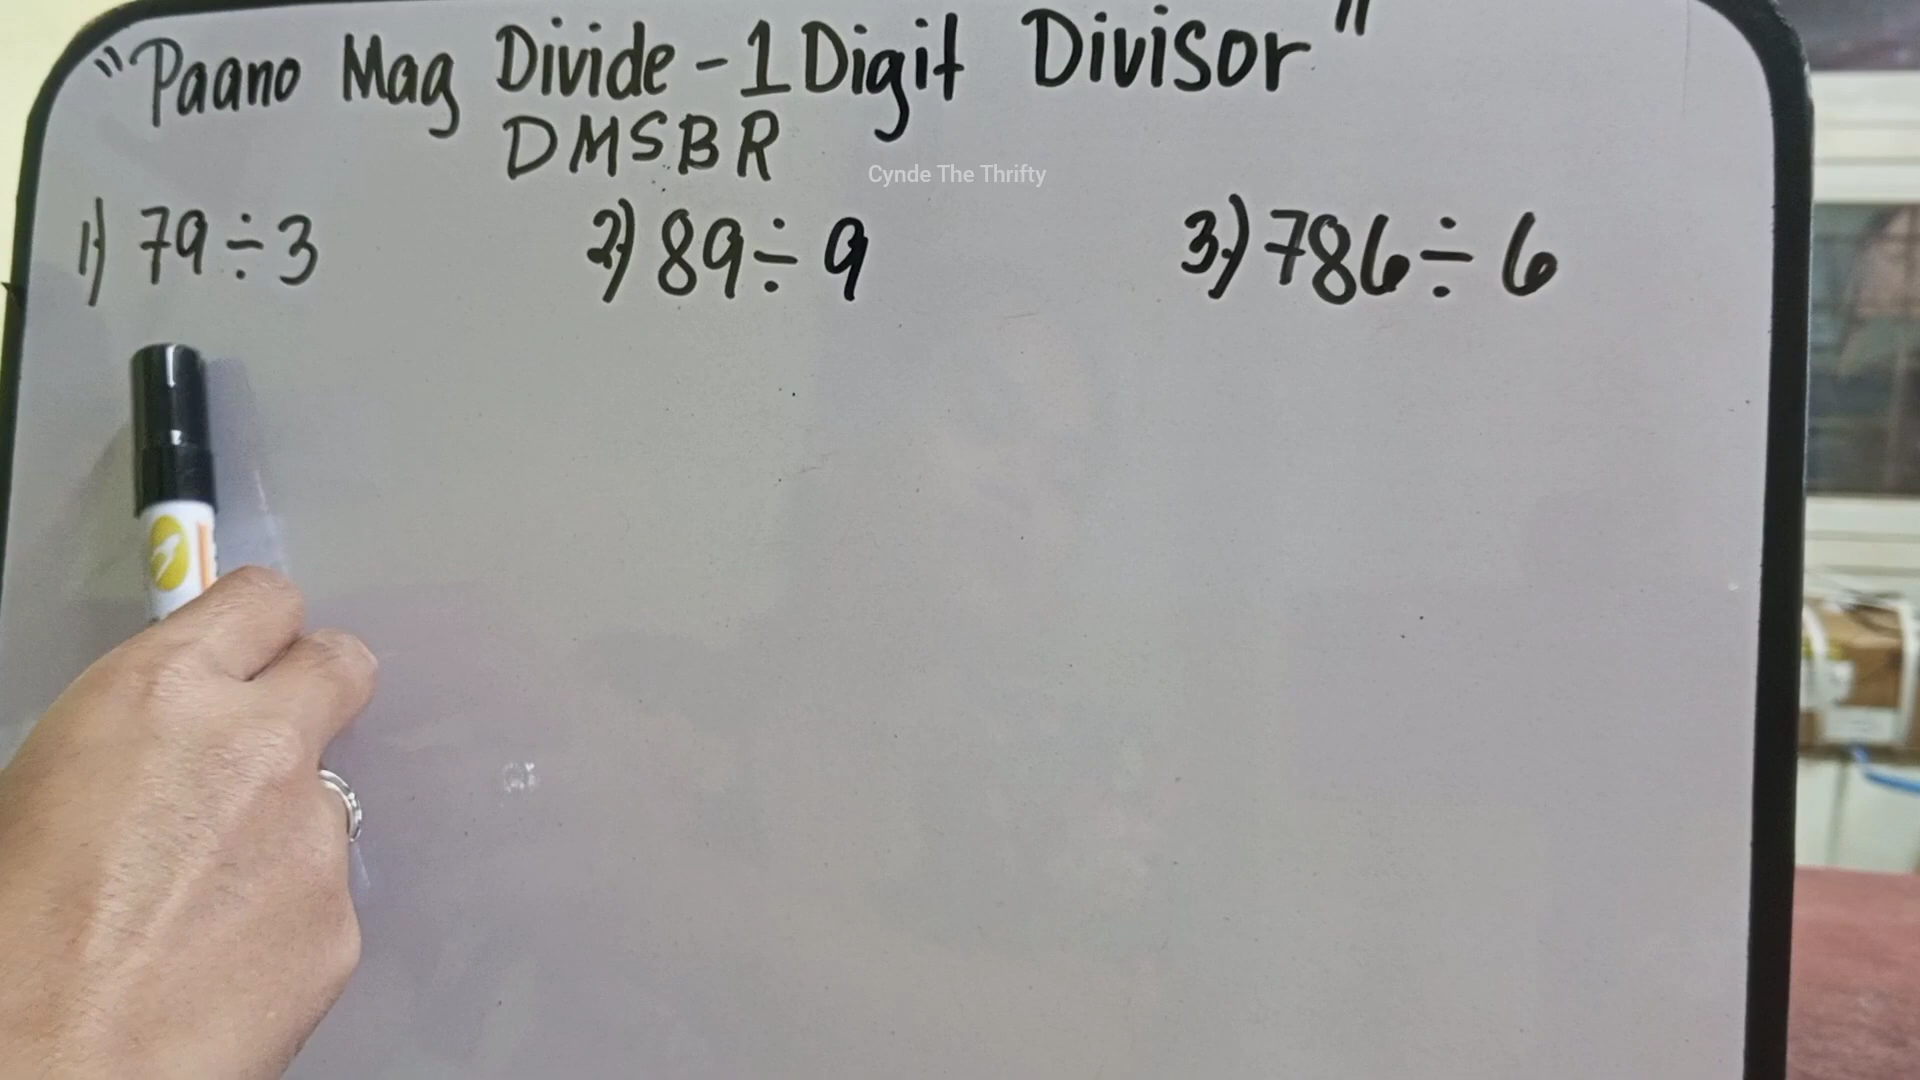 "Paano Mag Divide - 1 Digit Divisor"
DMSBR
Cynde The Thrifty
1) 79 ÷ 3 2) 89 ÷ 9 3) 786 ÷ 6